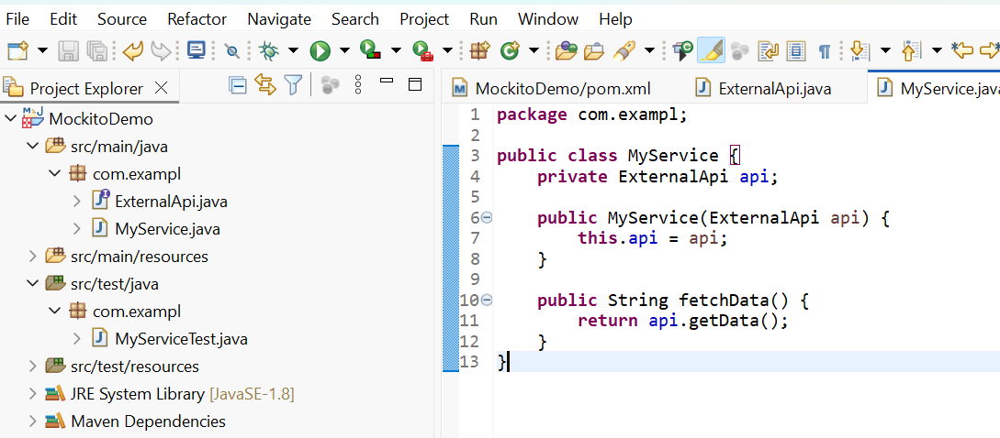 File Edit Source Refactor Navigate Search Project Run Window Help
Project Explorer
MockitoDemo
src/main/java
com.exampl
ExternalApi.java
MyService.java
src/main/resources
src/test/java
com.exampl
MyServiceTest.java
src/test/resources
JRE System Library [JavaSE-1.8]
Maven Dependencies
MockitoDemo/pom.xml ExternalApi.java MyService.java
1 package com.exampl;
2
3 public class MyService {
4 private ExternalApi api;
5
6 public MyService(ExternalApi api) {
7 this.api = api;
8 }
9
10 public String fetchData() {
11 return api.getData();
12 }
13 }